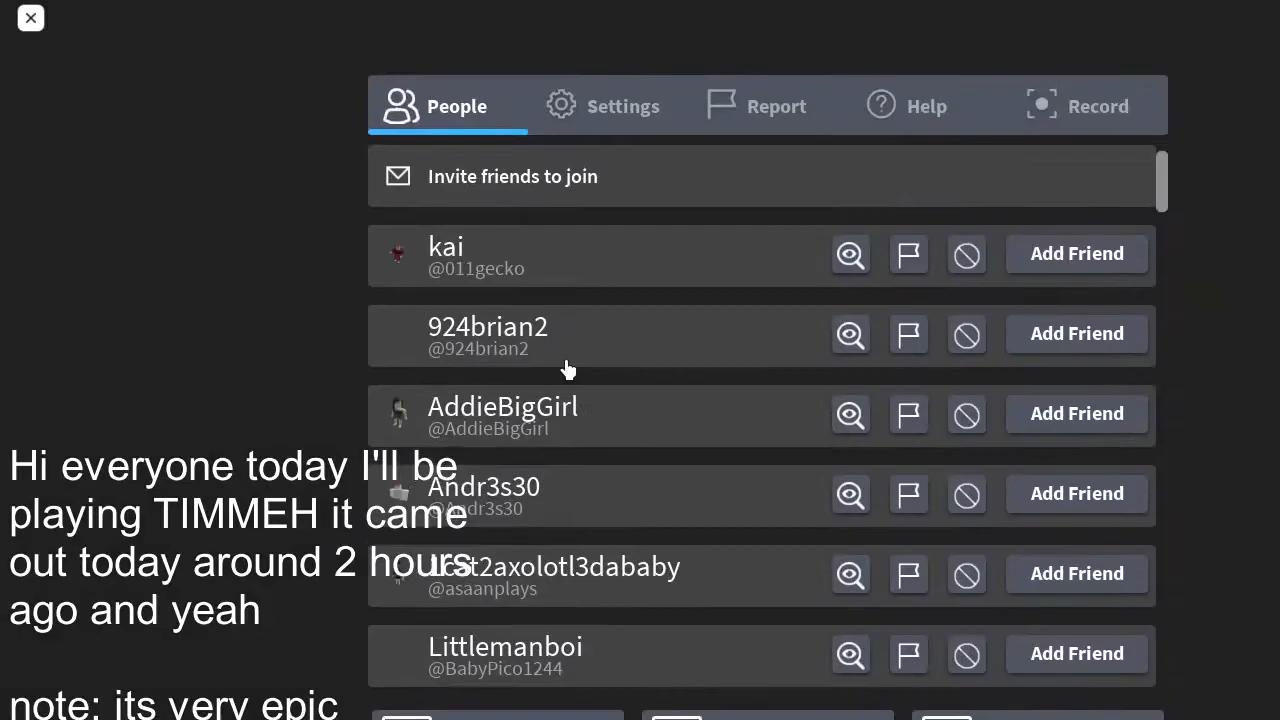 People
Settings
Report
Help
Record
Invite friends to join
kai
@011gecko
Add Friend
924brian2
@924brian2
Add Friend
AddieBigGirl
@AddieBigGirl
Add Friend
Andr3s30
@Andr3s30
Add Friend
@asaanplays
Add Friend
Littlemanboi
@BabyPico1244
Add Friend
Hi everyone today I'll be
playing TIMMEH it came
out today around 2 hours
ago and yeah
note: its very epic